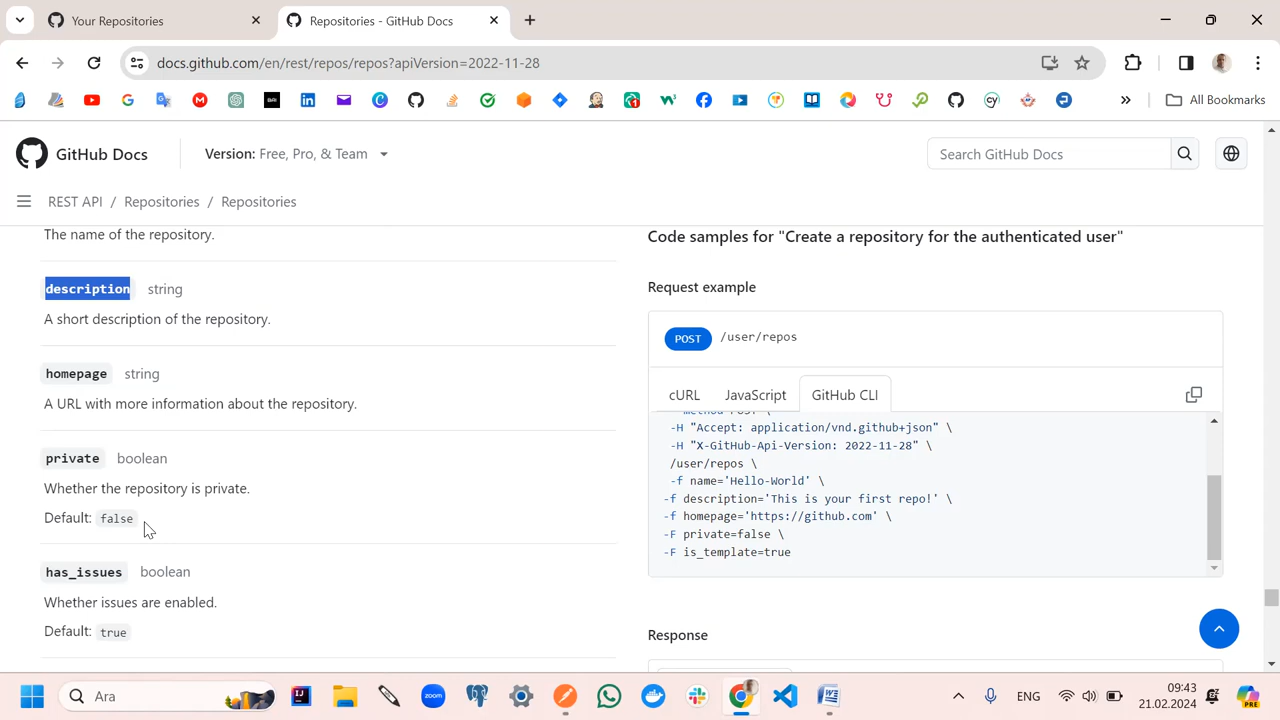 Your Repositories
Repositories - GitHub Docs
docs.github.com/en/rest/repos/repos?apiVersion=2022-11-28
BAI
1
cy
All Bookmarks
GitHub Docs
Version: Free, Pro, & Team
Search GitHub Docs
REST API / Repositories / Repositories
The name of the repository.
description string
A short description of the repository.
homepage string
A URL with more information about the repository.
private boolean
Whether the repository is private.
Default: false
has_issues boolean
Whether issues are enabled.
Default: true
Code samples for "Create a repository for the authenticated user"
Request example
POST /user/repos
cURL JavaScript GitHub CLI
-H "Accept: application/vnd.github+json" \
-H "X-GitHub-Api-Version: 2022-11-28" \
/user/repos \
-f name='Hello-World' \
-f description='This is your first repo!' \
-f homepage='https://github.com' \
-F private=false \
-F is_template=true
Response
Ara
zoom
ENG
09:43
21.02.2024
PRE